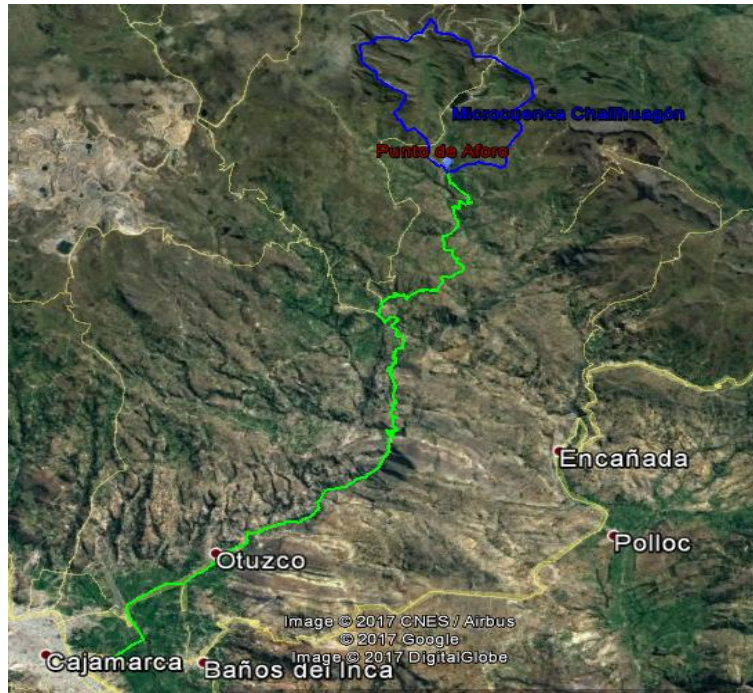 Microcuenca Chailhuagón
Punto de Aforo
Encañada
Polloc
Otuzco
Cajamarca
Baños del Inca
Image © 2017 CNES / Airbus
© 2017 Google
Image © 2017 DigitalGlobe